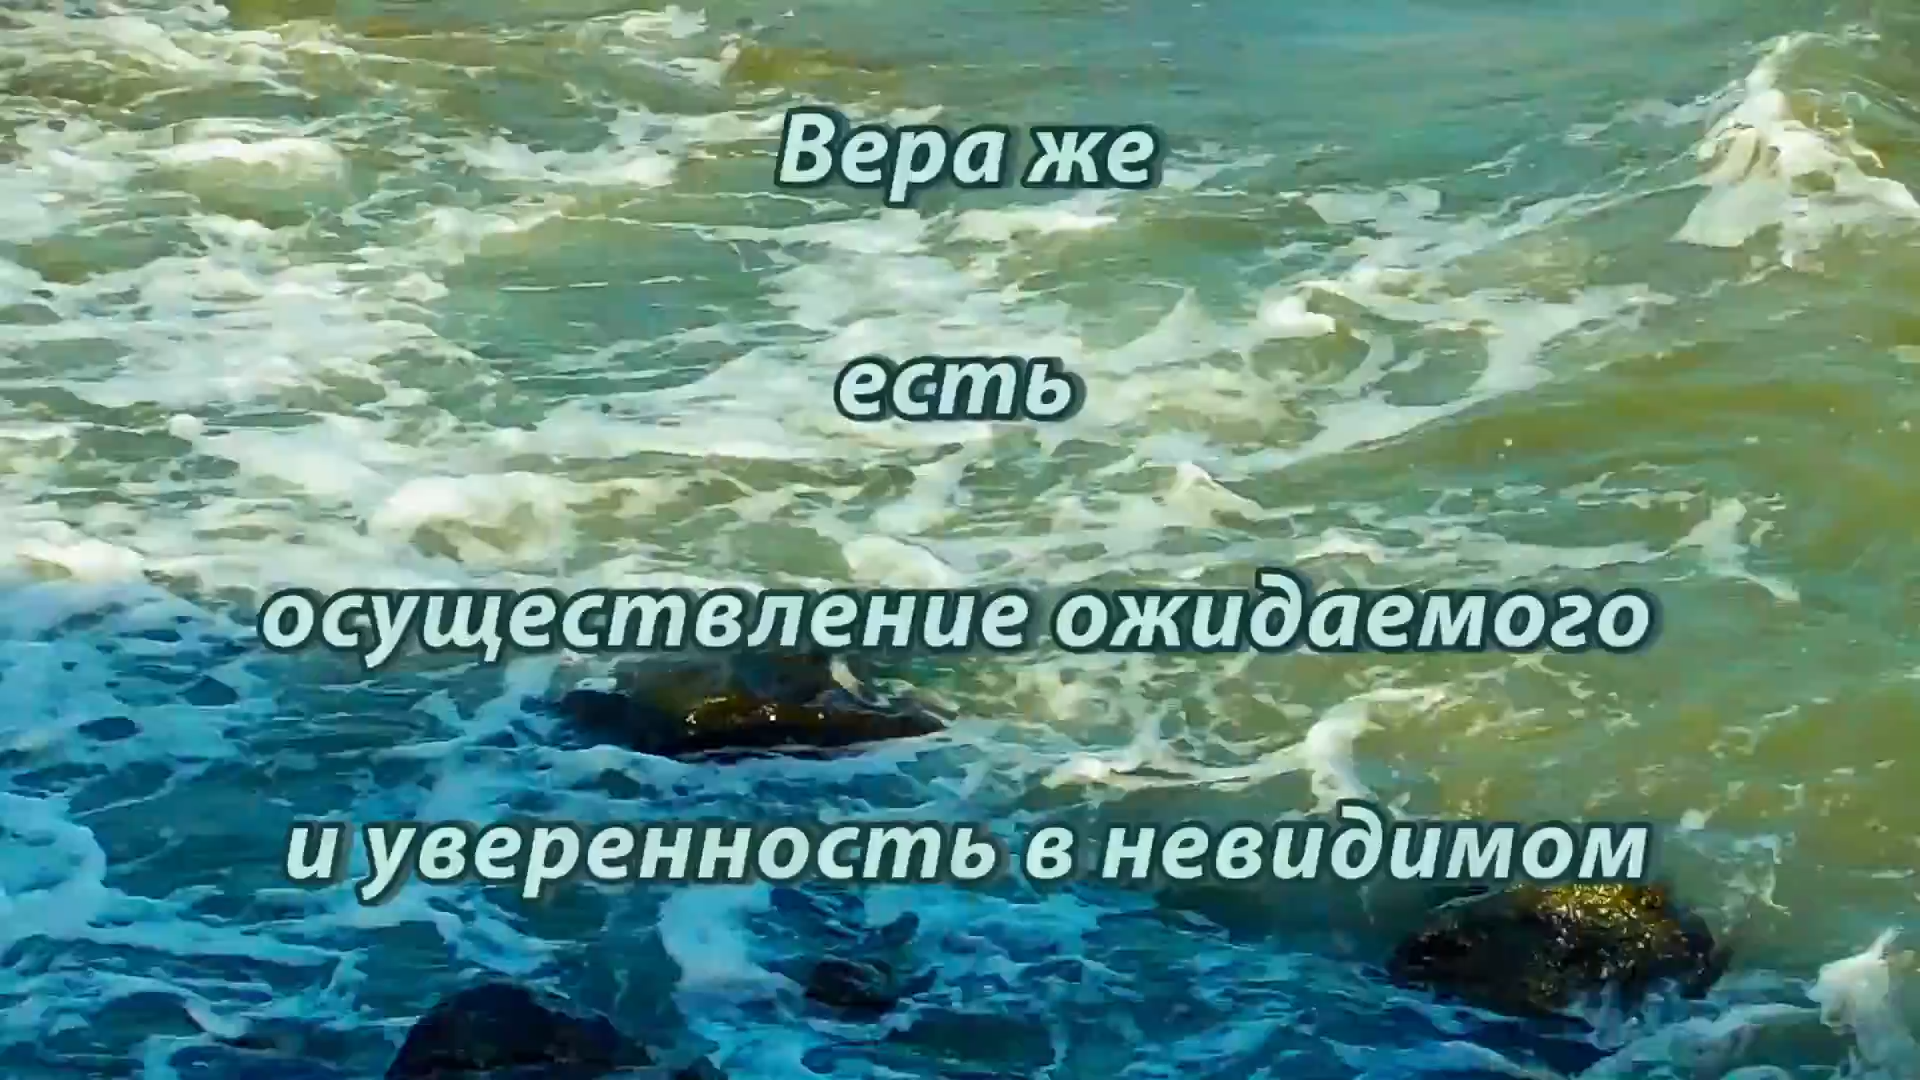 Вера же
есть
осуществление ожидаемого
и уверенность в невидимом